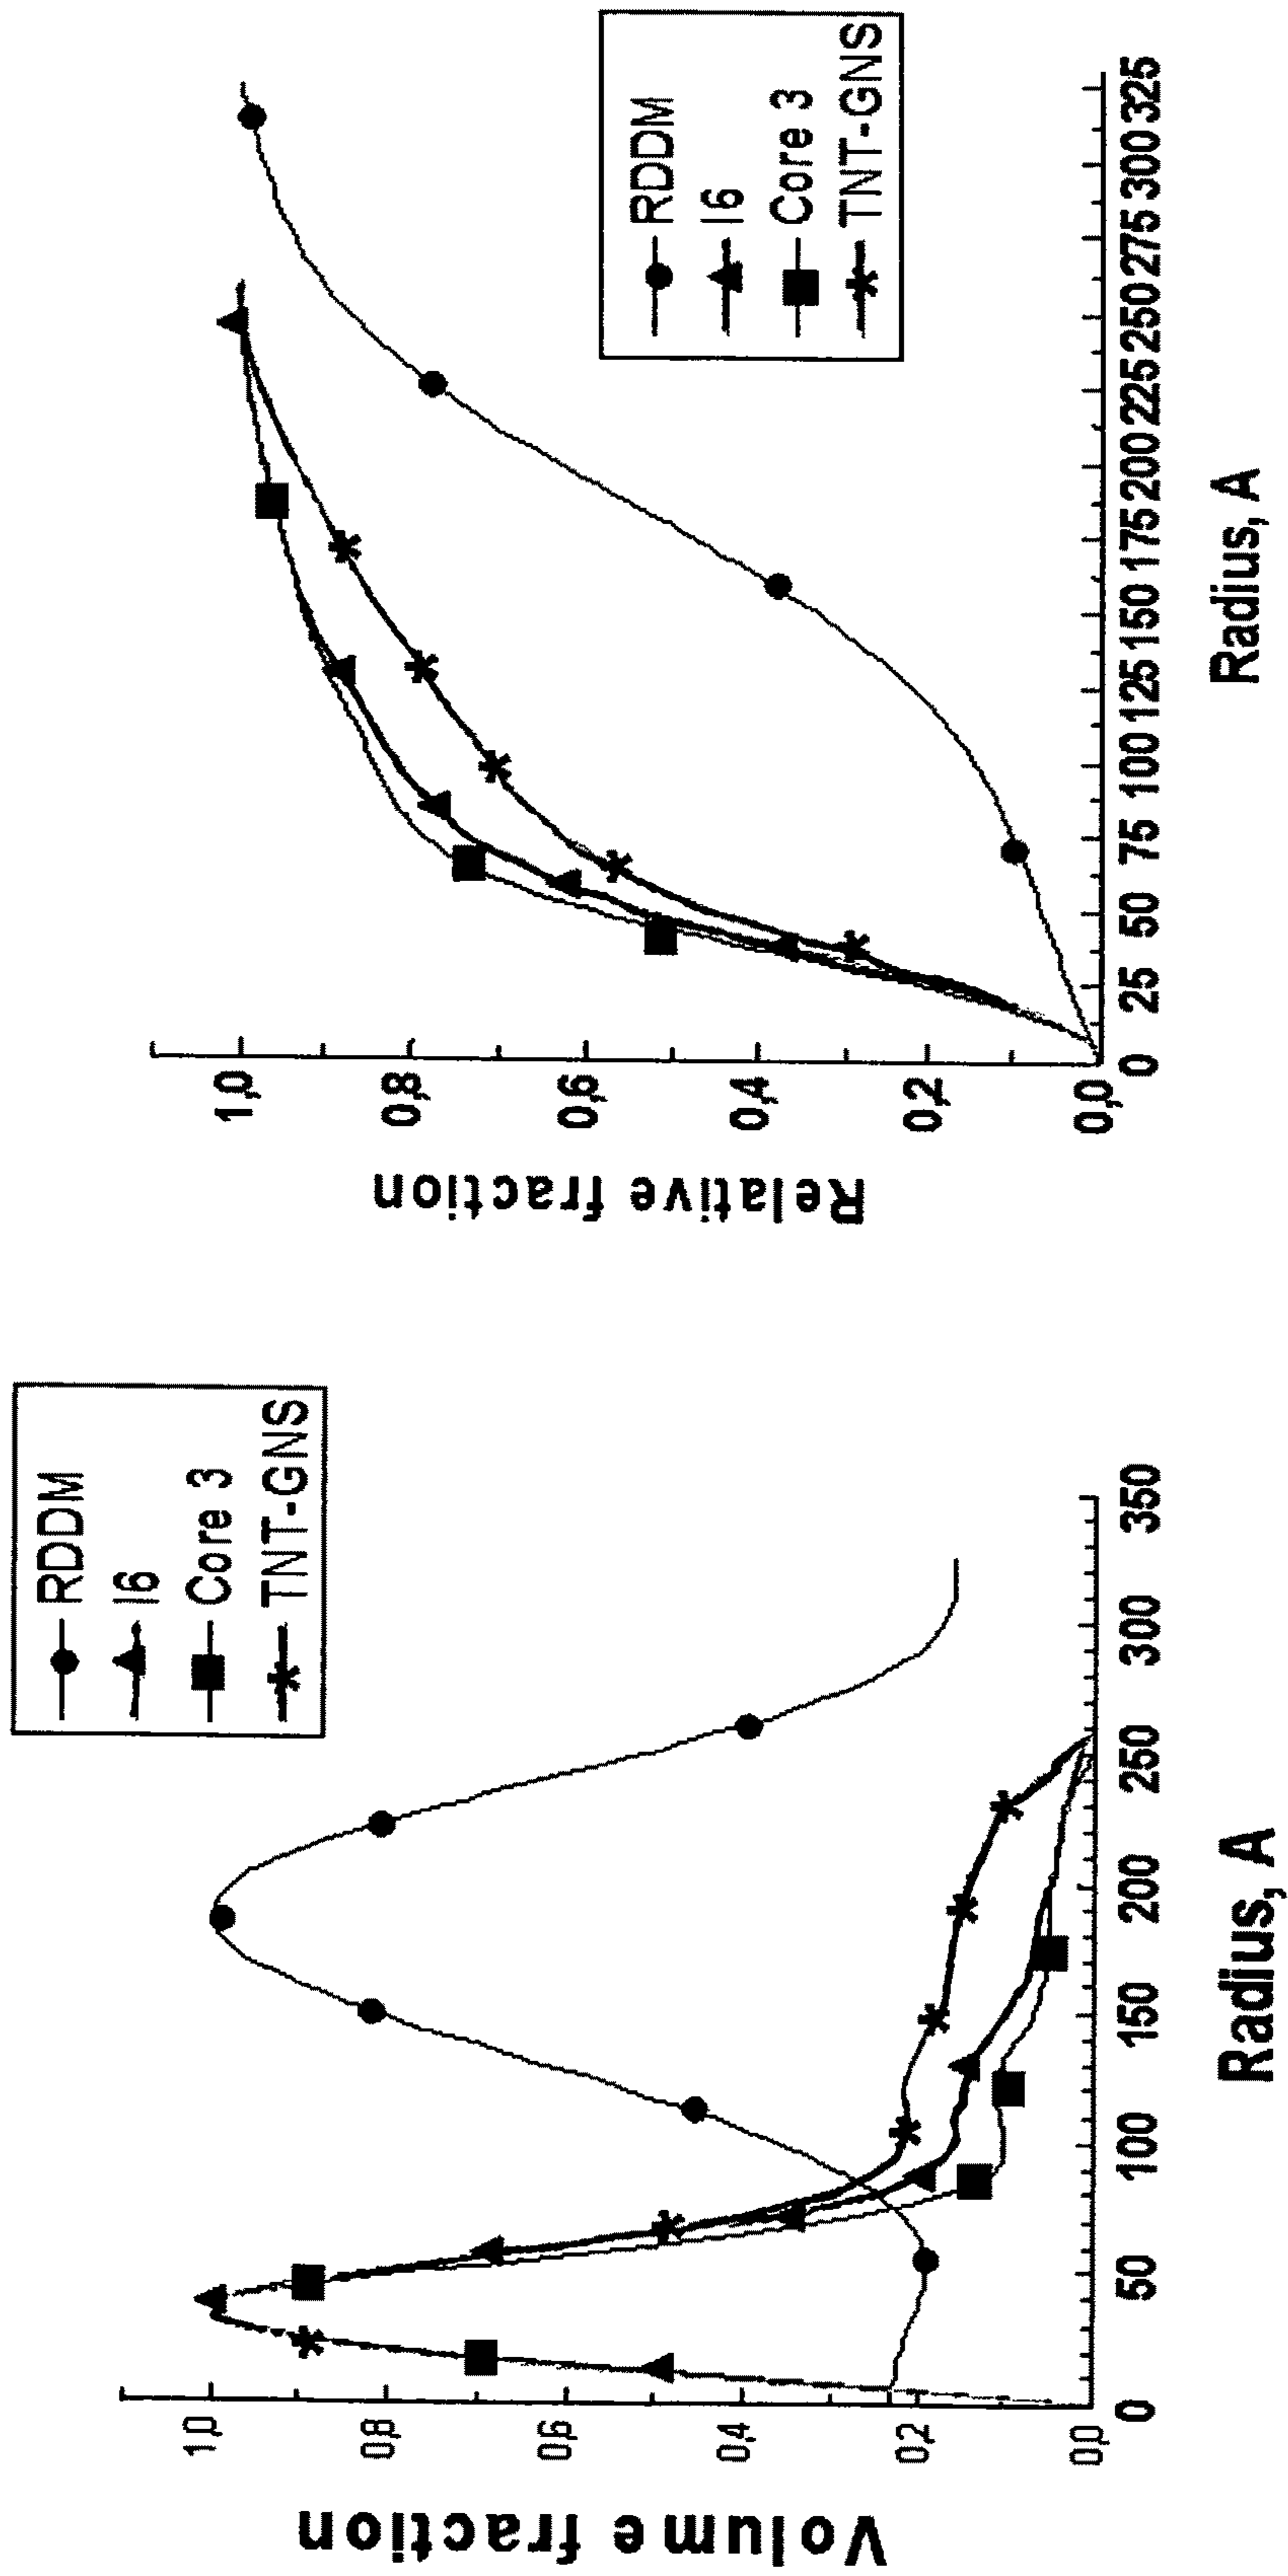 Volume fraction
1,0
0,8
0,6
0,4
0,2
0,0
0 50 100 150 200 250 300 350
Radius, A
RDDM
I6
Core 3
TNT-GNS
Relative fraction
1,0
0,8
0,6
0,4
0,2
0,0
0 25 50 75 100 125 150 175 200 225 250 275 300 325
Radius, A
RDDM
I6
Core 3
TNT-GNS